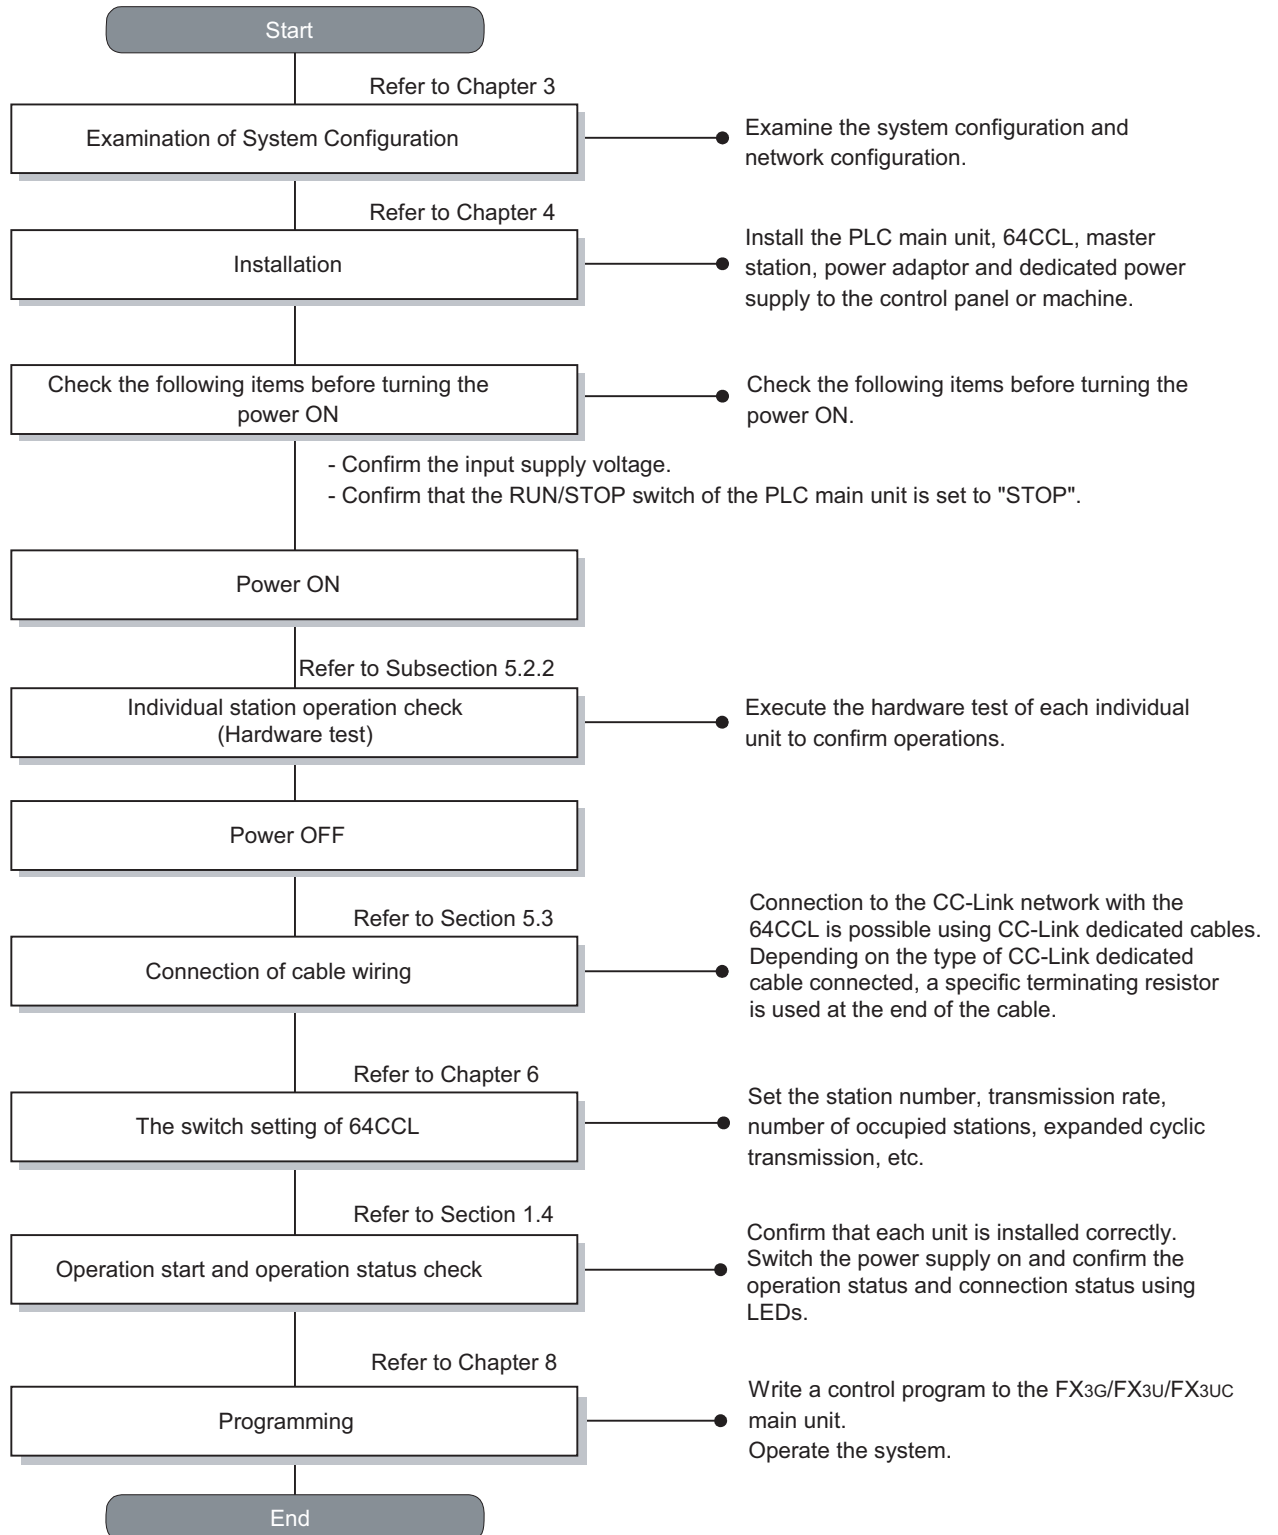 Start
Refer to Chapter 3
Examination of System Configuration
Examine the system configuration and
network configuration.
Refer to Chapter 4
Installation
Install the PLC main unit, 64CCL, master
station, power adaptor and dedicated power
supply to the control panel or machine.
Check the following items before turning the
power ON
Check the following items before turning the
power ON.
- Confirm the input supply voltage.
- Confirm that the RUN/STOP switch of the PLC main unit is set to "STOP".
Power ON
Refer to Subsection 5.2.2
Individual station operation check
(Hardware test)
Execute the hardware test of each individual
unit to confirm operations.
Power OFF
Refer to Section 5.3
Connection of cable wiring
Connection to the CC-Link network with the
64CCL is possible using CC-Link dedicated cables.
Depending on the type of CC-Link dedicated
cable connected, a specific terminating resistor
is used at the end of the cable.
Refer to Chapter 6
The switch setting of 64CCL
Set the station number, transmission rate,
number of occupied stations, expanded cyclic
transmission, etc.
Refer to Section 1.4
Operation start and operation status check
Confirm that each unit is installed correctly.
Switch the power supply on and confirm the
operation status and connection status using
LEDs.
Refer to Chapter 8
Programming
Write a control program to the FX3G/FX3U/FX3UC
main unit.
Operate the system.
End